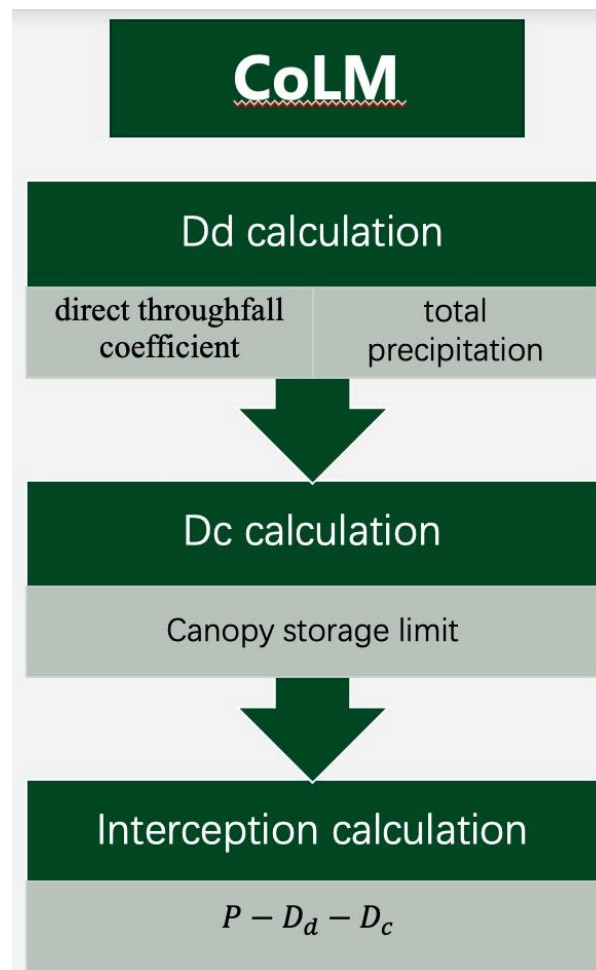 CoLM
Dd calculation
direct throughfall
coefficient
total
precipitation
Dc calculation
Canopy storage limit
Interception calculation
P − D_d − D_c